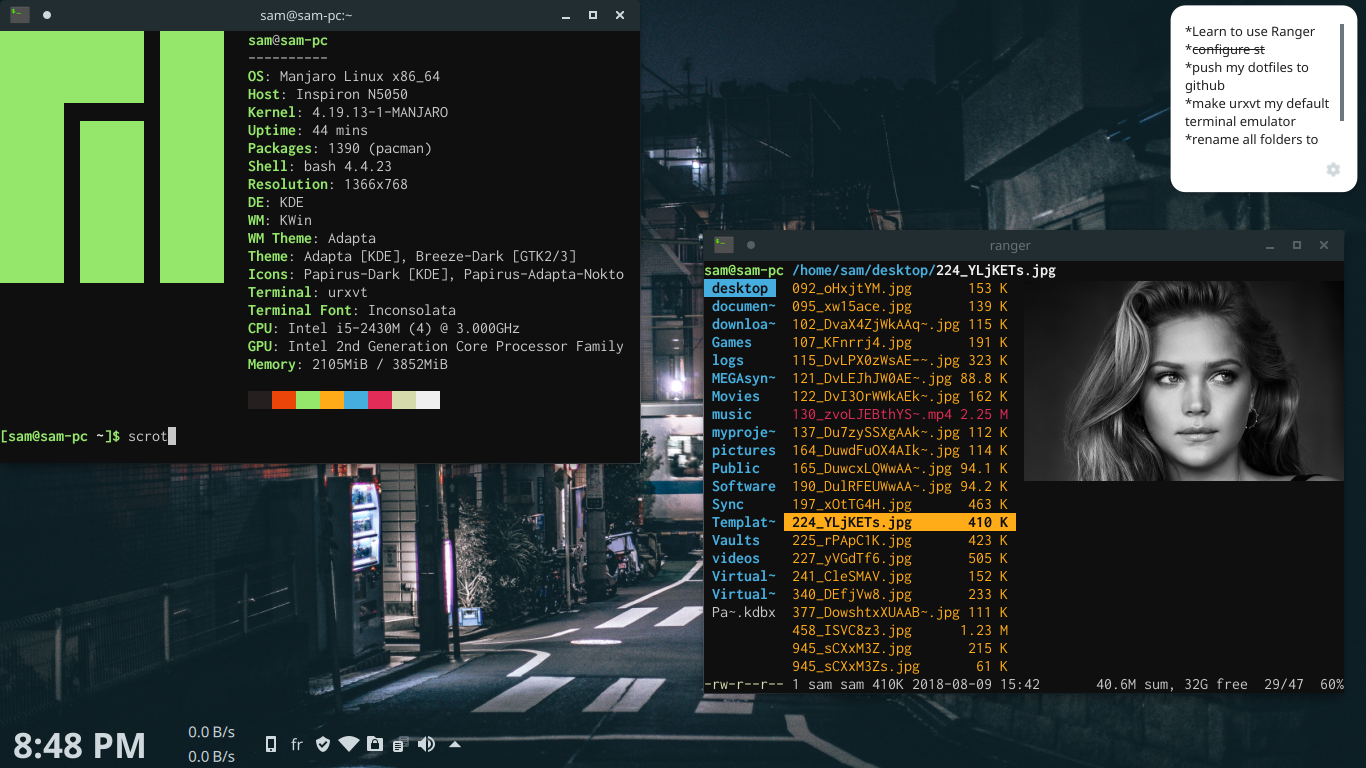 sam@sam-pc:~
sam@sam-pc
----------
OS: Manjaro Linux x86_64
Host: Inspiron N5050
Kernel: 4.19.13-1-MANJARO
Uptime: 44 mins
Packages: 1390 (pacman)
Shell: bash 4.4.23
Resolution: 1366x768
DE: KDE
WM: KWin
WM Theme: Adapta
Theme: Adapta [KDE], Breeze-Dark [GTK2/3]
Icons: Papirus-Dark [KDE], Papirus-Adapta-Nokto
Terminal: urxvt
Terminal Font: Inconsolata
CPU: Intel i5-2430M (4) @ 3.000GHz
GPU: Intel 2nd Generation Core Processor Family
Memory: 2105MiB / 3852MiB
[sam@sam-pc ~]$ scrot
*Learn to use Ranger
*configure st
*push my dotfiles to
github
*make urxvt my default
terminal emulator
*rename all folders to
ranger
sam@sam-pc /home/sam/desktop/224_YLjKETs.jpg
desktop 092_oHxjtYM.jpg 153 K
documen~ 095_xw15ace.jpg 139 K
downloa~ 102_DvaX4ZjWkAAq~.jpg 115 K
Games 107_KFnrrj4.jpg 191 K
logs 115_DvLPX0zWsAE-~.jpg 323 K
MEGAsyn~ 121_DvLEJhJW0AE~.jpg 88.8 K
Movies 122_DvI3OrWWkAEk~.jpg 162 K
music 130_zvoLJEBthYS~.mp4 2.25 M
myproje~ 137_Du7zySSXgAAk~.jpg 112 K
pictures 164_DuwdFuOX4AIk~.jpg 114 K
Public 165_DuwcxLQWwAA~.jpg 94.1 K
Software 190_DulRFEUWwAA~.jpg 94.2 K
Sync 197_xOtTG4H.jpg 463 K
Templat~ 224_YLjKETs.jpg 410 K
Vaults 225_rPApC1K.jpg 423 K
videos 227_yVGdTf6.jpg 505 K
Virtual~ 241_CleSMAV.jpg 152 K
Virtual~ 340_DEfjVw8.jpg 233 K
Pa~.kdbx 377_DowshtxXUAAB~.jpg 111 K
458_ISVC8z3.jpg 1.23 M
945_sCXxM3Z.jpg 215 K
945_sCXxM3Zs.jpg 61 K
-rw-r--r-- 1 sam sam 410K 2018-08-09 15:42 40.6M sum, 32G free 29/47 60%
8:48 PM
0.0 B/s
0.0 B/s
fr